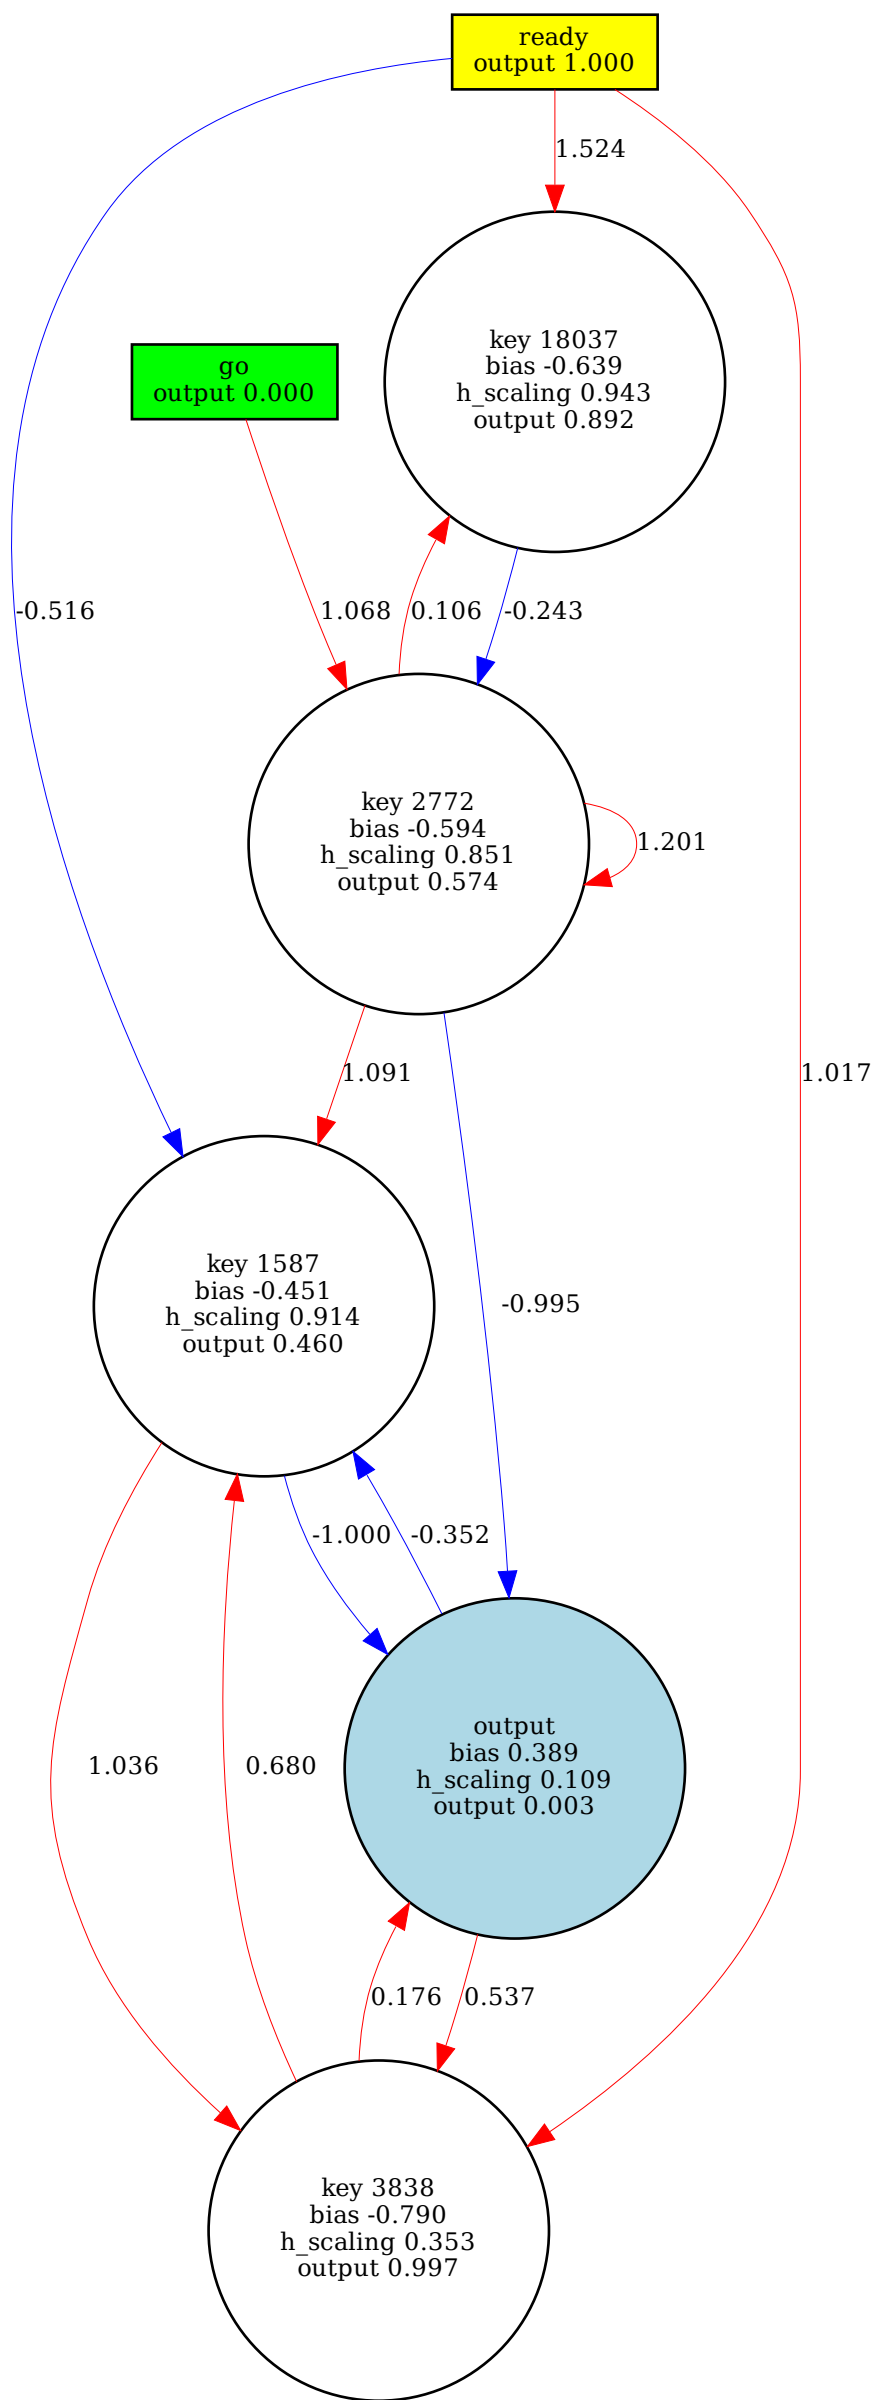 ready
output 1.000
1.524
key 18037
bias -0.639
h_scaling 0.943
output 0.892
go
output 0.000
-0.516
1.068
0.106
-0.243
key 2772
bias -0.594
h_scaling 0.851
output 0.574
1.201
1.091
1.017
key 1587
bias -0.451
h_scaling 0.914
output 0.460
-0.995
-1.000
-0.352
output
bias 0.389
h_scaling 0.109
output 0.003
1.036
0.680
0.176
0.537
key 3838
bias -0.790
h_scaling 0.353
output 0.997